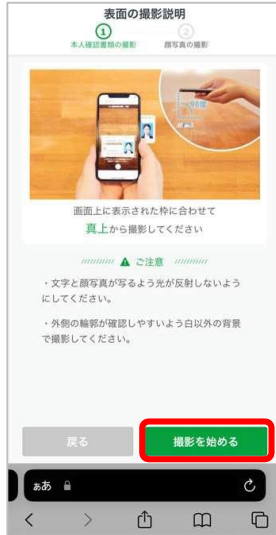 表面の撮影説明
1
2
本人確認書類の撮影
顔写真の撮影
90度
画面上に表示された枠に合わせて
真上から撮影してください
ご注意
・文字と顔写真が写るよう光が反射しないよう
にしてください。
・外側の輪郭が確認しやすいよう白以外の背景
で撮影してください。
戻る
撮影を始める
ああ